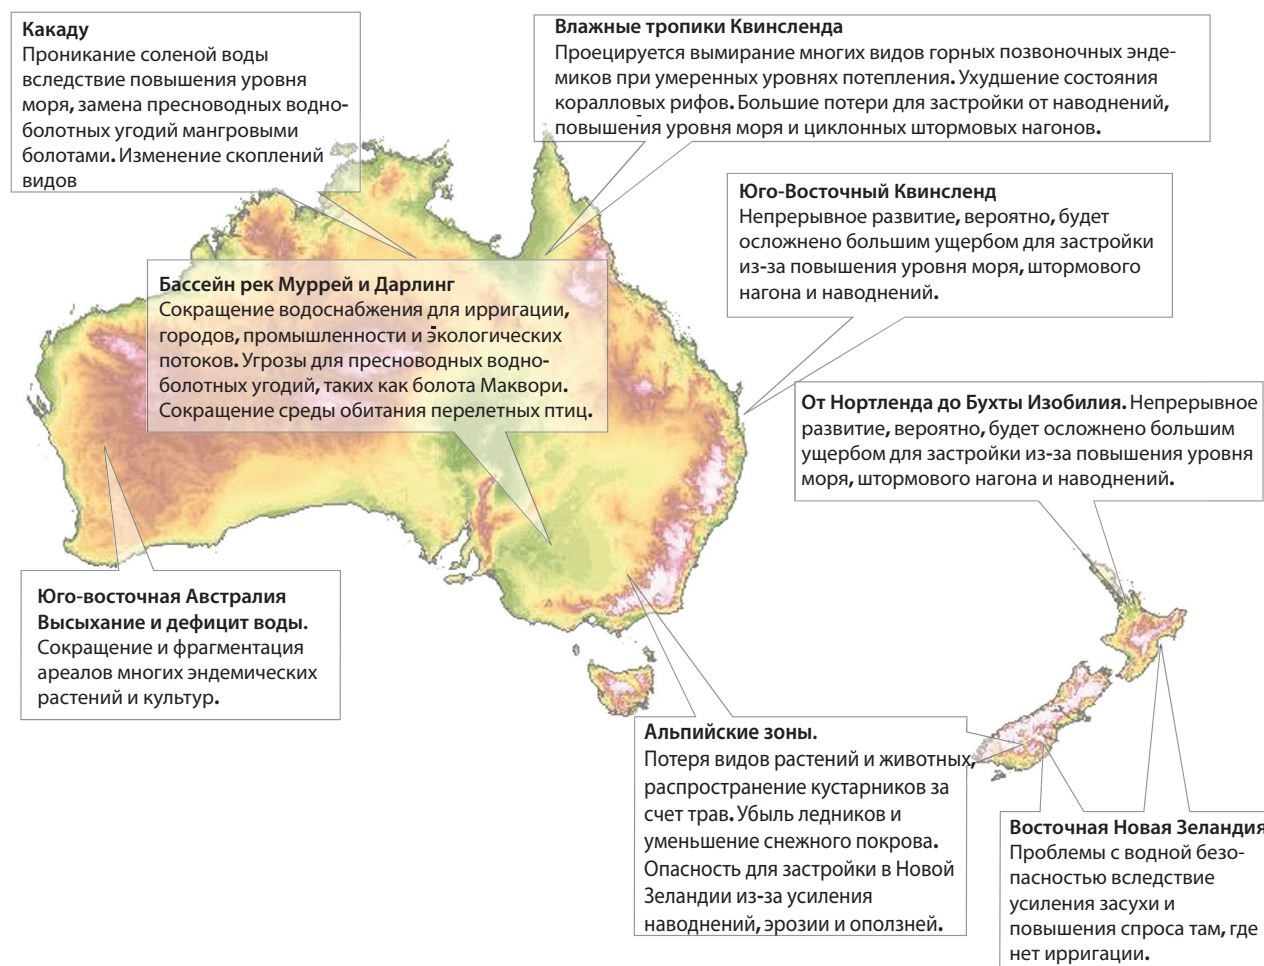 Какаду
Проникание соленой воды
вследствие повышения уровня
моря, замена пресноводных водно-
болотных угодий мангровыми
болотами. Изменение скоплений
видов
Влажные тропики Квинсленда
Проецируется вымирание многих видов горных позвоночных энде-
миков при умеренных уровнях потепления. Ухудшение состояния
коралловых рифов. Большие потери для застройки от наводнений,
повышения уровня моря и циклонных штормовых нагонов.
Юго-Восточный Квинсленд
Непрерывное развитие, вероятно, будет
осложнено большим ущербом для застройки
из-за повышения уровня моря, штормового
нагона и наводнений.
Бассейн рек Муррей и Дарлинг
Сокращение водоснабжения для ирригации,
городов, промышленности и экологических
потоков. Угрозы для пресноводных водно-
болотных угодий, таких как болота Маквори.
Сокращение среды обитания перелетных птиц.
От Нортленда до Бухты Изобилия. Непрерывное
развитие, вероятно, будет осложнено большим
ущербом для застройки из-за повышения уровня
моря, штормового нагона и наводнений.
Юго-восточная Австралия
Высыхание и дефицит воды.
Сокращение и фрагментация
ареалов многих эндемических
растений и культур.
Альпийские зоны.
Потеря видов растений и животных,
распространение кустарников за
счет трав. Убыль ледников и
уменьшение снежного покрова.
Опасность для застройки в Новой
Зеландии из-за усиления
наводнений, эрозии и оползней.
Восточная Новая Зеландия
Проблемы с водной безо-
пасностью вследствие
усиления засухи и
повышения спроса там, где
нет ирригации.